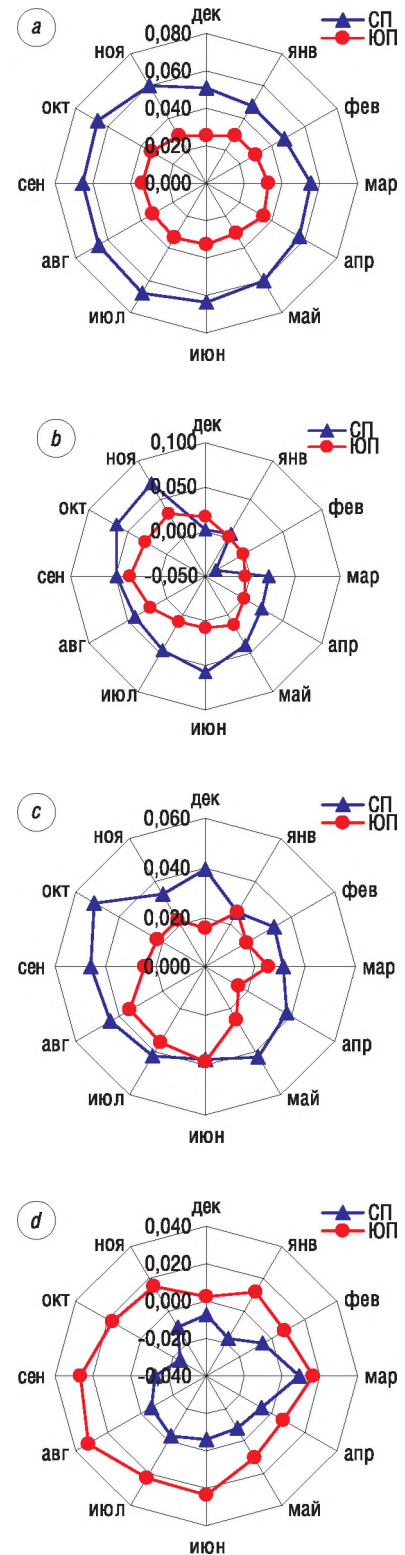 a
дек
СП
ЮП
0,080
ноя
янв
0,060
окт
0,040
фев
0,020
сен
0,000
мар
авг
апр
июл
май
июн
b
дек
СП
ЮП
0,100
ноя
янв
0,050
окт
фев
0,000
сен
-0,050
мар
авг
апр
июл
май
июн
c
дек
СП
ЮП
0,060
ноя
янв
0,040
окт
фев
0,020
сен
0,000
мар
авг
апр
июл
май
июн
d
дек
СП
ЮП
0,040
ноя
янв
0,020
окт
0,000
фев
-0,020
сен
-0,040
мар
авг
апр
июл
май
июн